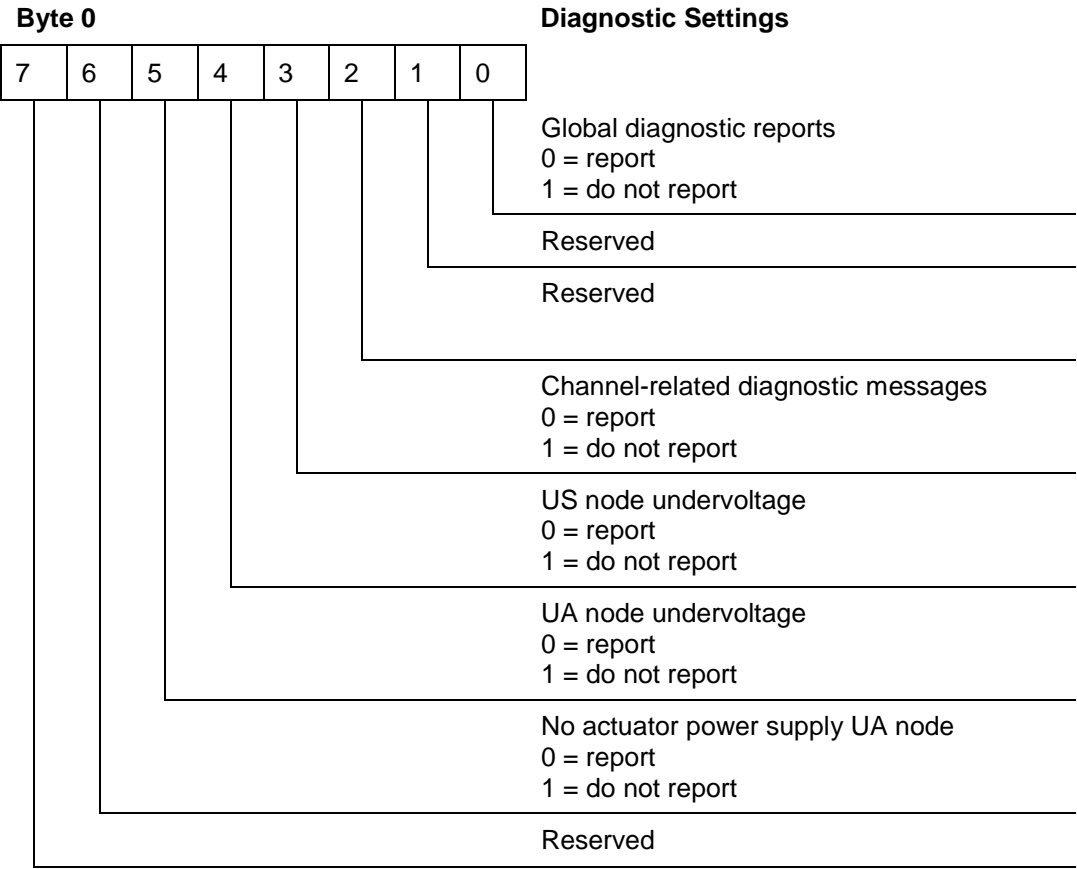 Byte 0 Diagnostic Settings
7 6 5 4 3 2 1 0
Global diagnostic reports
0 = report
1 = do not report
Reserved
Reserved
Channel-related diagnostic messages
0 = report
1 = do not report
US node undervoltage
0 = report
1 = do not report
UA node undervoltage
0 = report
1 = do not report
No actuator power supply UA node
0 = report
1 = do not report
Reserved